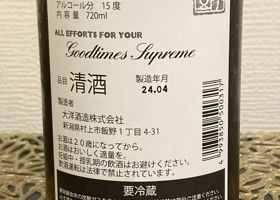 アルコール分 15度
内容量 720ml
ALL EFFORTS FOR YOUR
Goodtimes Supreme
品目 清酒
製造年月
24.04
製造者
大洋酒造株式会社
新潟県村上市飯野1丁目4-31
お酒は20歳になってから。
お酒はおいしく適量を。
妊娠中・授乳期の飲酒はお避けください。
飲酒運転は法律で禁止されています。
要冷蔵